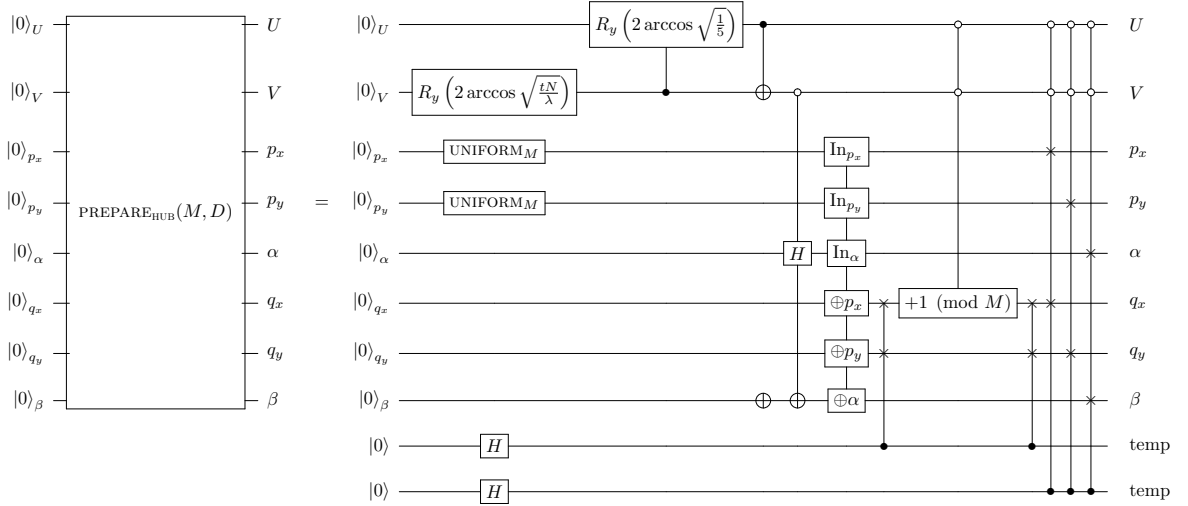 |0⟩_U U |0⟩_U R_y (2 arccos √(1/5)) U
|0⟩_V V |0⟩_V R_y (2 arccos √(tN/λ)) V
|0⟩_{p_x} p_x |0⟩_{p_x} UNIFORM_M In_{p_x} p_x
|0⟩_{p_y} PREPARE_HUB(M, D) p_y = |0⟩_{p_y} UNIFORM_M In_{p_y} p_y
|0⟩_α α |0⟩_α H In_α α
|0⟩_{q_x} q_x |0⟩_{q_x} ⊕p_x +1 (mod M) q_x
|0⟩_{q_y} q_y |0⟩_{q_y} ⊕p_y q_y
|0⟩_β β |0⟩_β ⊕α β
|0⟩ H temp
|0⟩ H temp